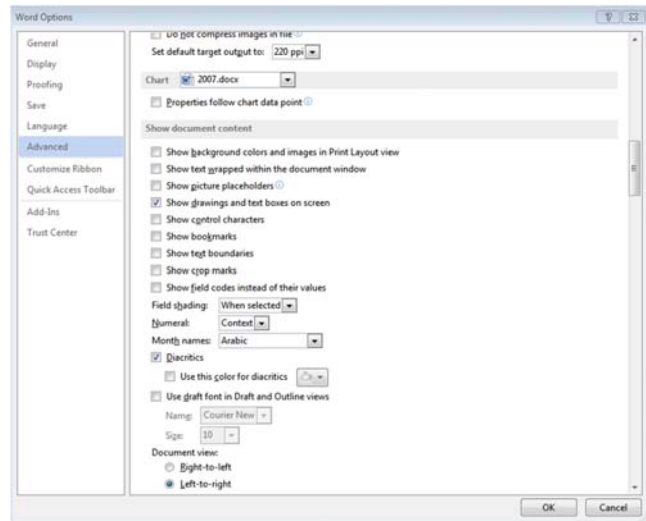 Word Options
General
Display
Proofing
Save
Language
Advanced
Customize Ribbon
Quick Access Toolbar
Add-Ins
Trust Center
Do not compress images in file
Set default target output to: 220 ppi
Chart 2007.docx
Properties follow chart data point
Show document content
Show background colors and images in Print Layout view
Show text wrapped within the document window
Show picture placeholders
Show drawings and text boxes on screen
Show control characters
Show bookmarks
Show text boundaries
Show crop marks
Show field codes instead of their values
Field shading: When selected
Numeral: Context
Month names: Arabic
Diacritics
Use this color for diacritics
Use draft font in Draft and Outline views
Name: Courier New
Size: 10
Document view:
Right-to-left
Left-to-right
OK Cancel